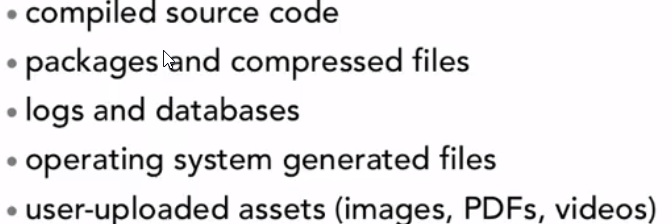 • compiled source code
• packages and compressed files
• logs and databases
• operating system generated files
• user-uploaded assets (images, PDFs, videos)